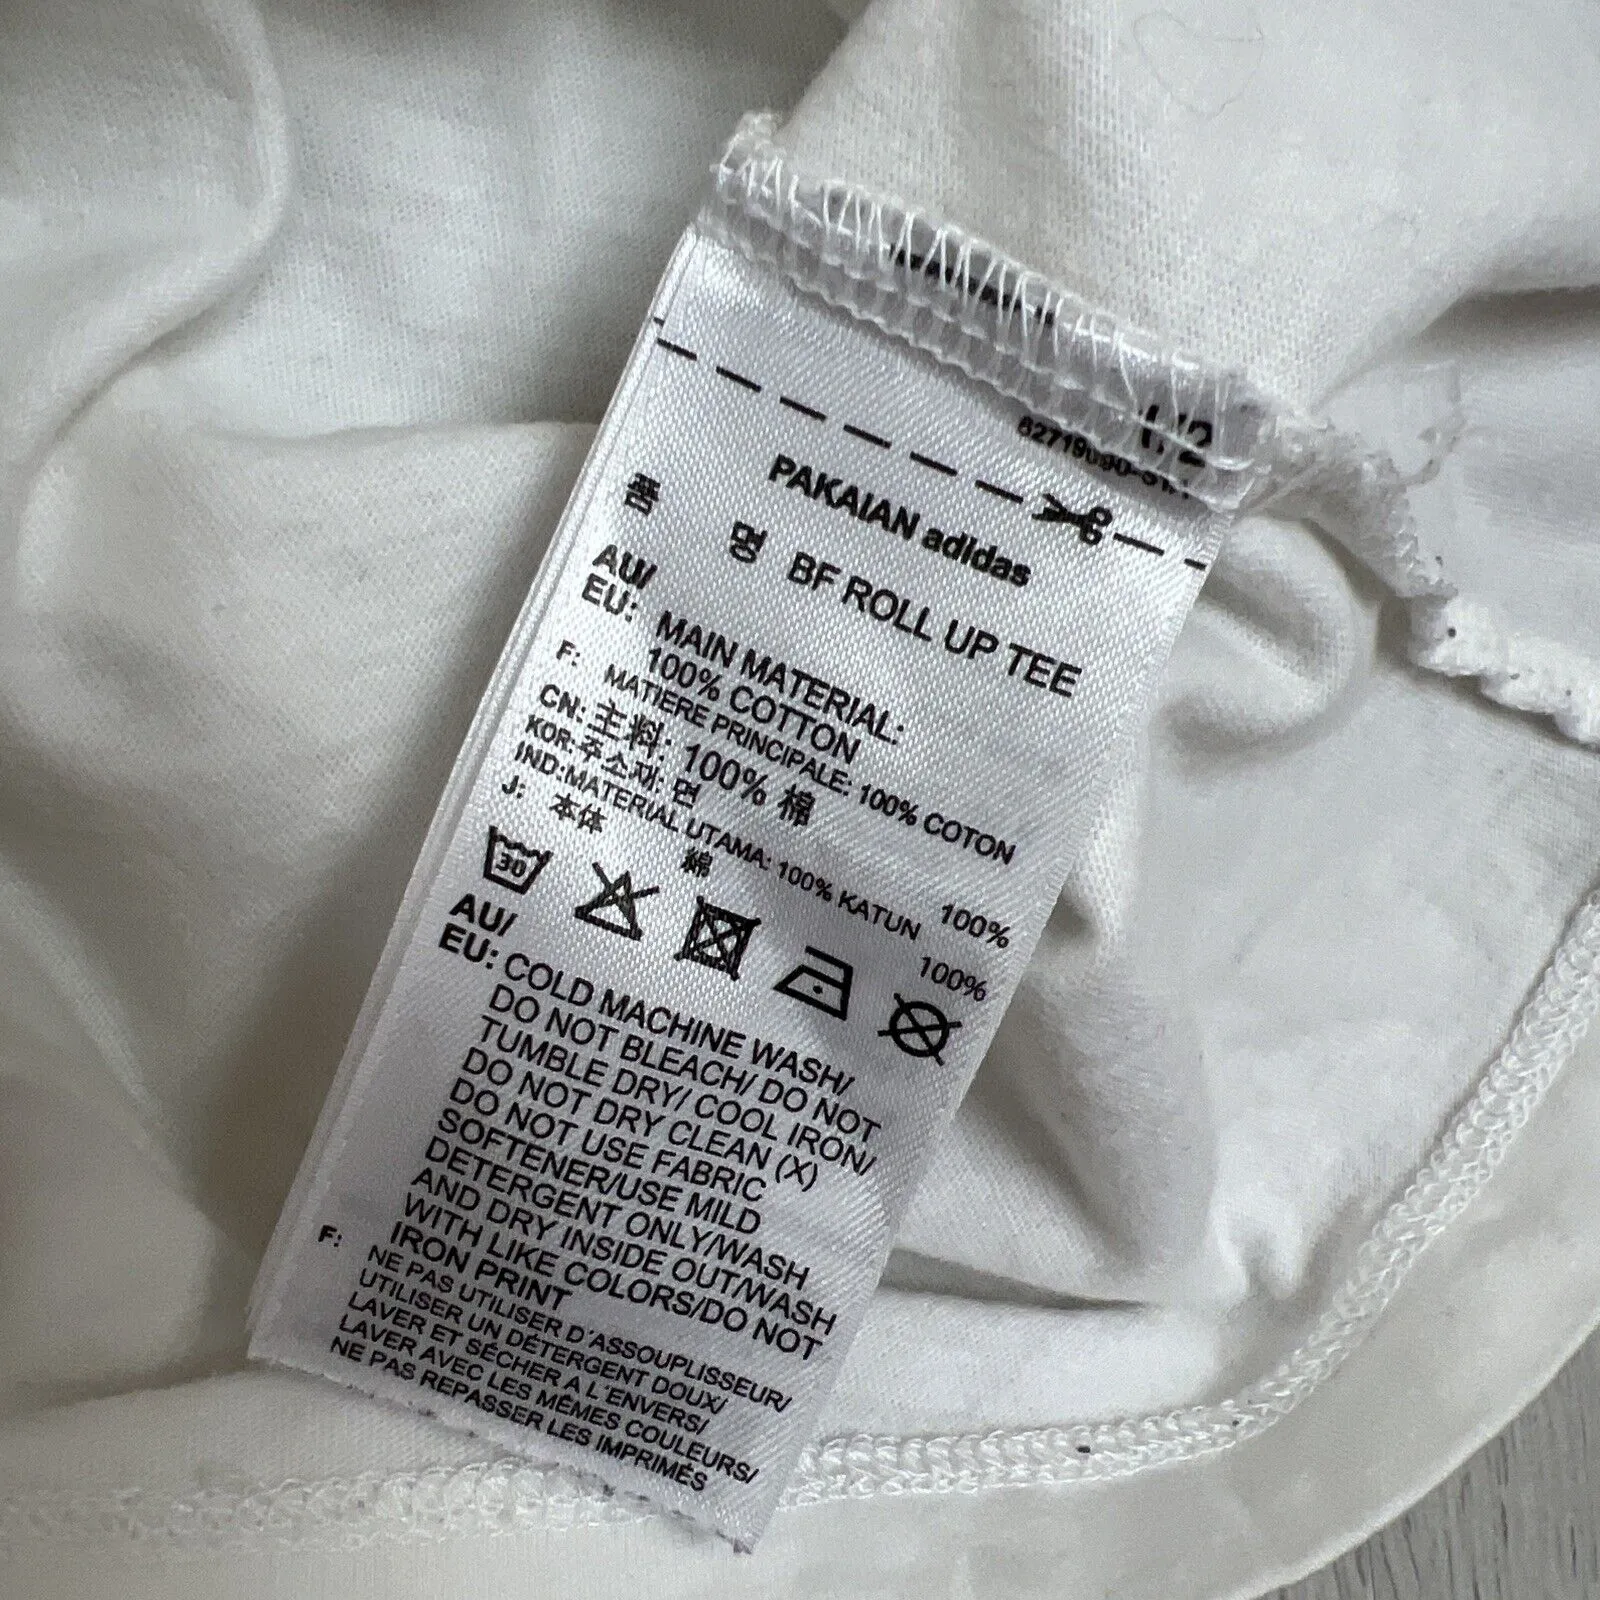 1/2
PAKAIAN adidas
품 명 BF ROLL UP TEE
AU/
EU: MAIN MATERIAL:
100% COTTON
F: MATIERE PRINCIPALE: 100% COTON
CN: 主料: 100% 棉
KOR: 주소재: 면 100%
IND:MATERIAL UTAMA: 100% KATUN
J: 本体 綿 100%
30
AU/
EU: COLD MACHINE WASH/
DO NOT BLEACH/ DO NOT
TUMBLE DRY/ COOL IRON/
DO NOT DRY CLEAN (X)
DO NOT USE FABRIC
SOFTENER/USE MILD
DETERGENT ONLY/WASH
AND DRY INSIDE OUT/WASH
WITH LIKE COLORS/DO NOT
IRON PRINT
F: NE PAS UTILISER D'ASSOUPLISSEUR/
UTILISER UN DÉTERGENT DOUX/
LAVER ET SÉCHER A L'ENVERS/
LAVER AVEC LES MÊMES COULEURS/
NE PAS REPASSER LES IMPRIMÉS